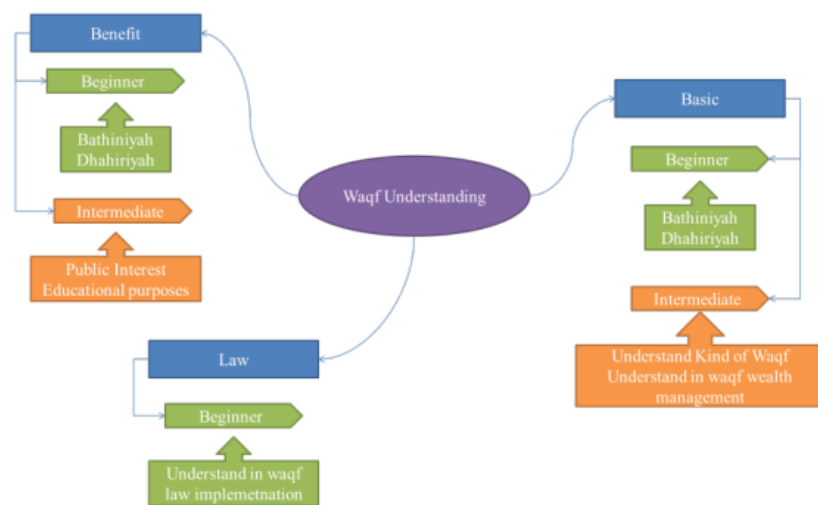 Benefit
Beginner
Bathiniyah
Dhahiriyah
Intermediate
Public Interest
Educational purposes
Waqf Understanding
Basic
Beginner
Bathiniyah
Dhahiriyah
Intermediate
Understand Kind of Waqf
Understand in waqf wealth
management
Law
Beginner
Understand in waqf
law implemetnation